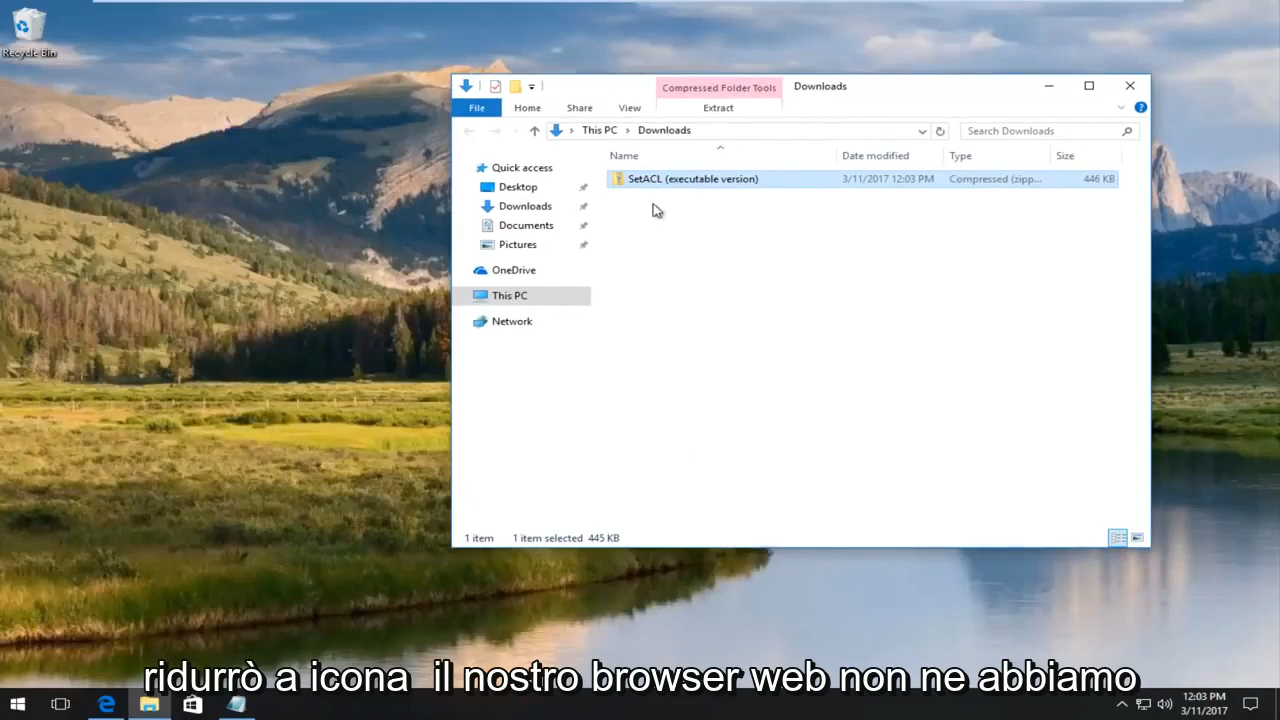 Recycle Bin
Compressed Folder Tools
Downloads
File
Home
Share
View
Extract
This PC
Downloads
Search Downloads
Name
Date modified
Type
Size
SetACL (executable version)
3/11/2017 12:03 PM
Compressed (zipp...
446 KB
Quick access
Desktop
Downloads
Documents
Pictures
OneDrive
This PC
Network
1 item
1 item selected 445 KB
ridurrò a icona il nostro browser web non ne abbiamo
12:03 PM
3/11/2017